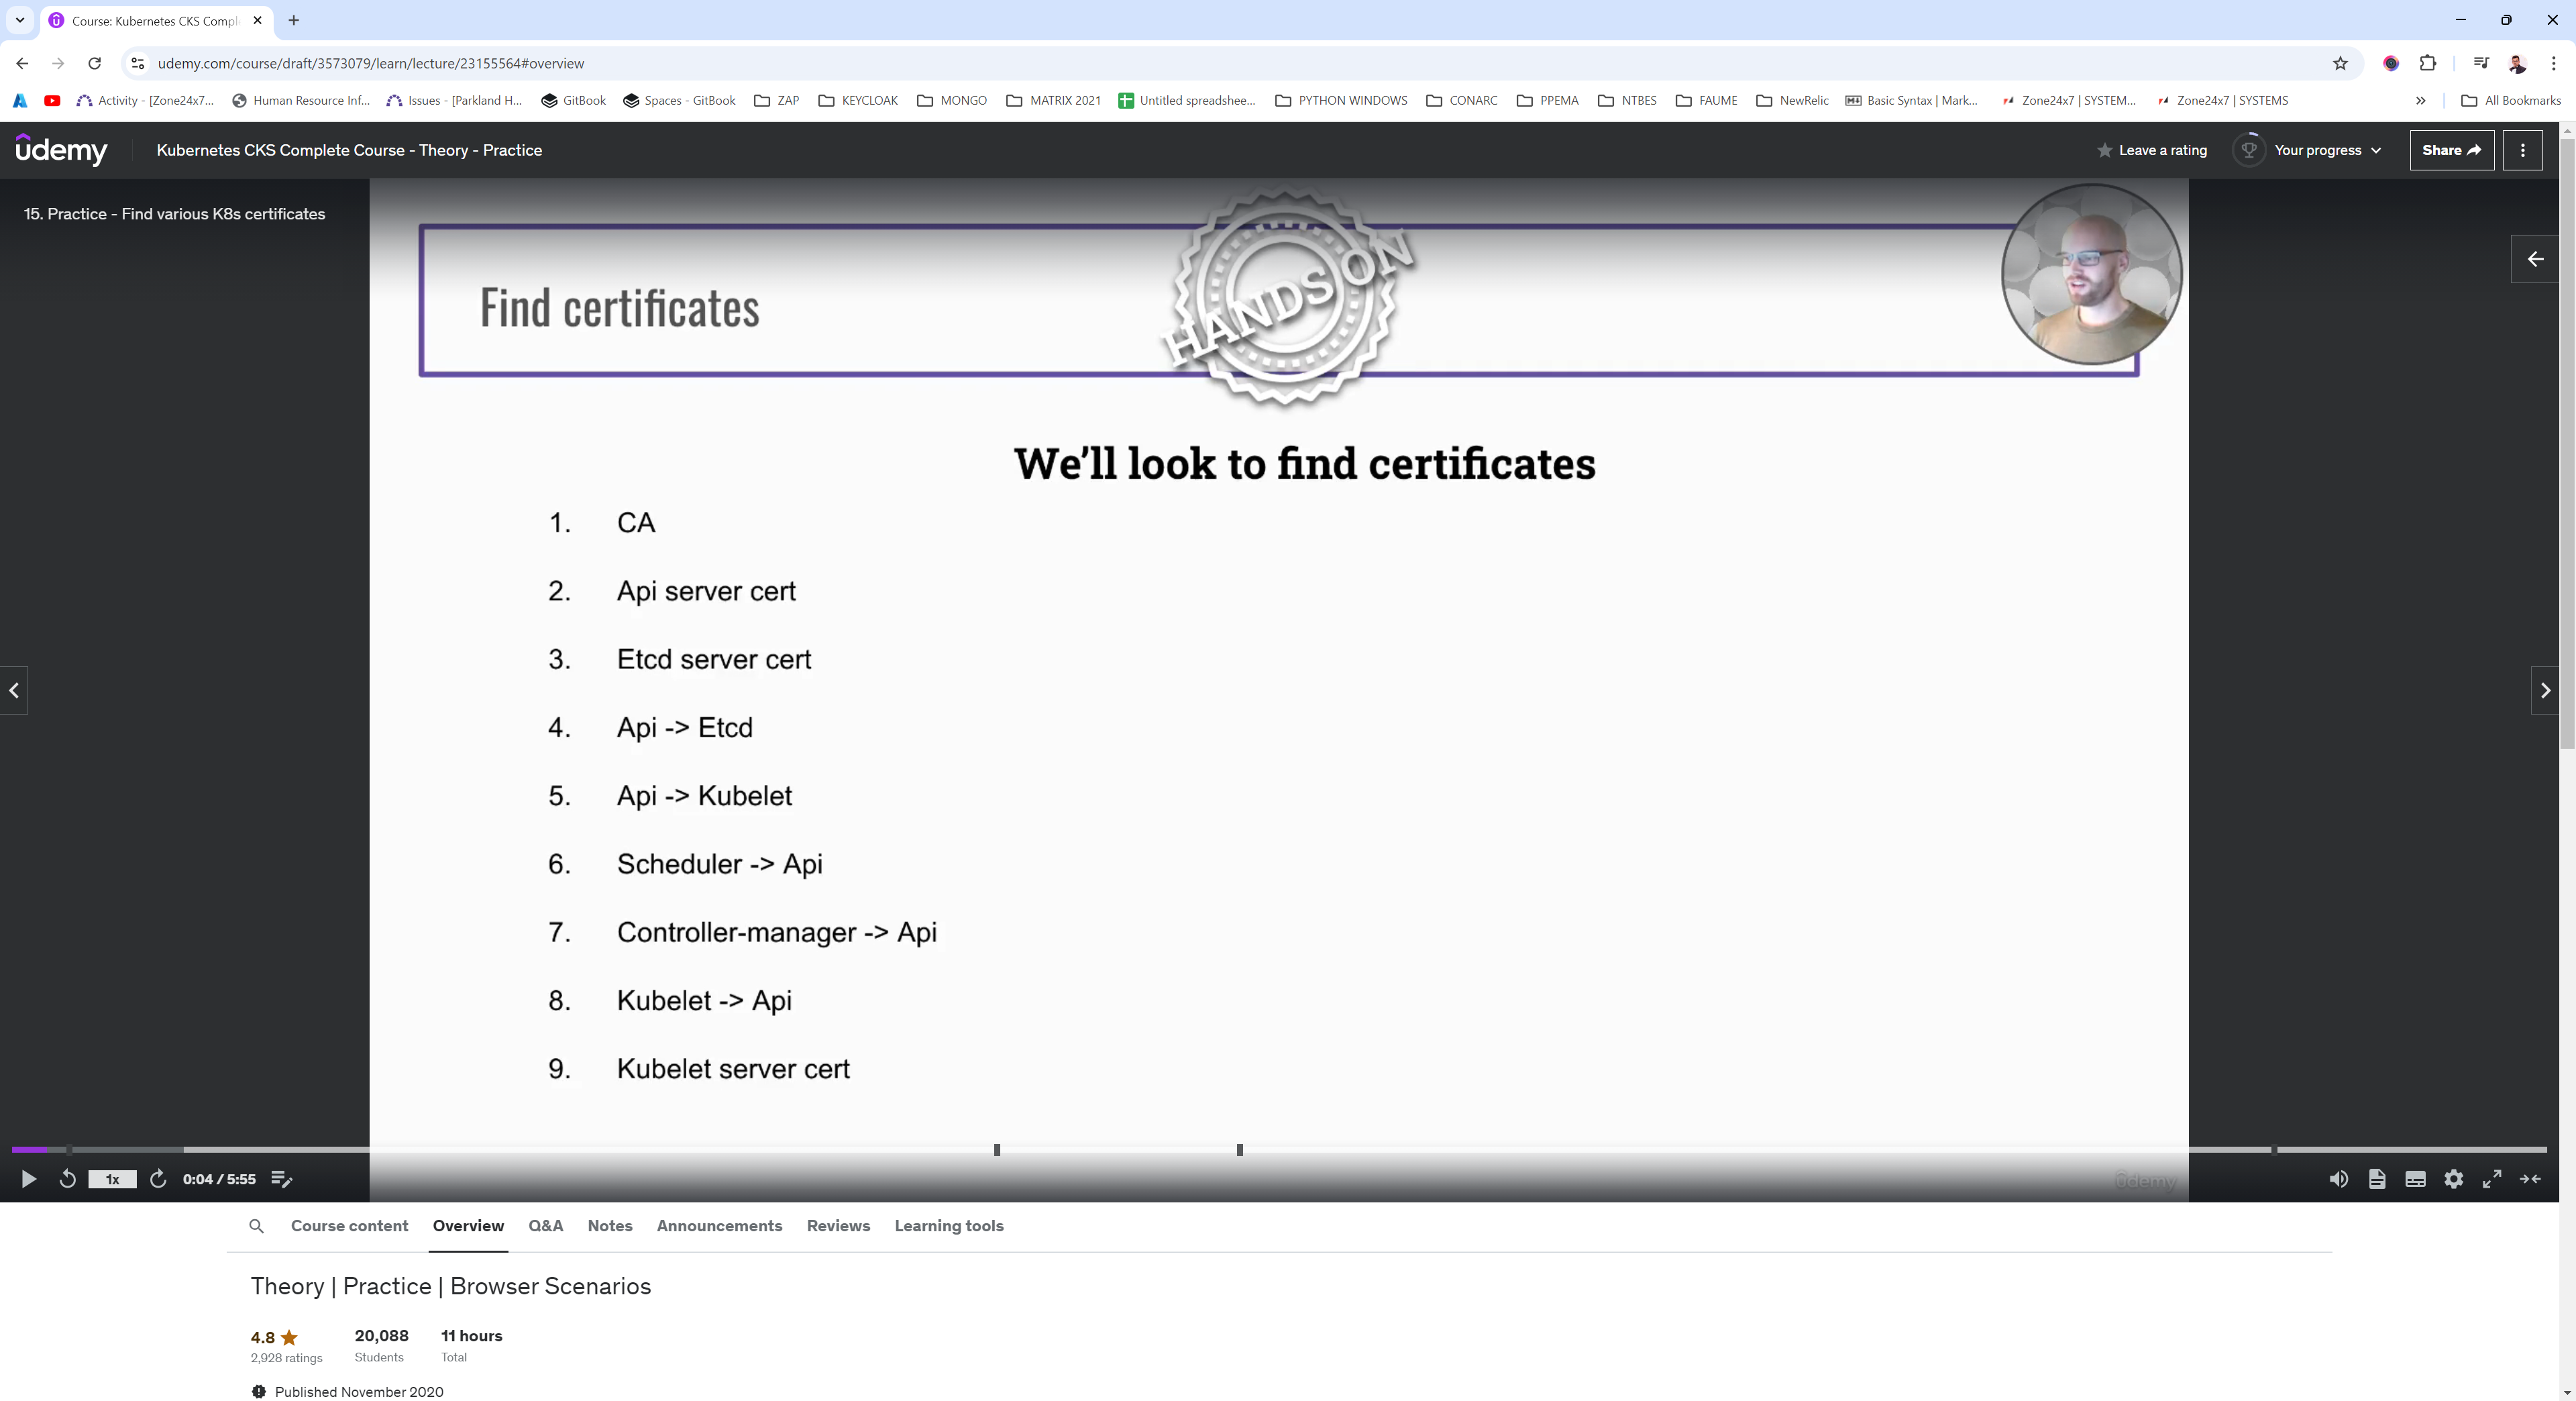 Course: Kubernetes CKS Compl
udemy.com/course/draft/3573079/learn/lecture/23155564#overview
Activity - [Zone24x7... Human Resource Inf... Issues - [Parkland H... GitBook Spaces - GitBook ZAP KEYCLOAK MONGO MATRIX 2021 Untitled spreadshee... PYTHON WINDOWS CONARC PPEMA NTBES FAUME NewRelic Basic Syntax | Mark... Zone24x7 | SYSTEM... Zone24x7 | SYSTEMS » All Bookmarks
udemy Kubernetes CKS Complete Course - Theory - Practice Leave a rating Your progress Share
15. Practice - Find various K8s certificates
Find certificates
HANDS ON
We'll look to find certificates
1. CA
2. Api server cert
3. Etcd server cert
4. Api -> Etcd
5. Api -> Kubelet
6. Scheduler -> Api
7. Controller-manager -> Api
8. Kubelet -> Api
9. Kubelet server cert
1x 0:04 / 5:55 udemy
Course content Overview Q&A Notes Announcements Reviews Learning tools
Theory | Practice | Browser Scenarios
4.8 20,088 11 hours
2,928 ratings Students Total
Published November 2020